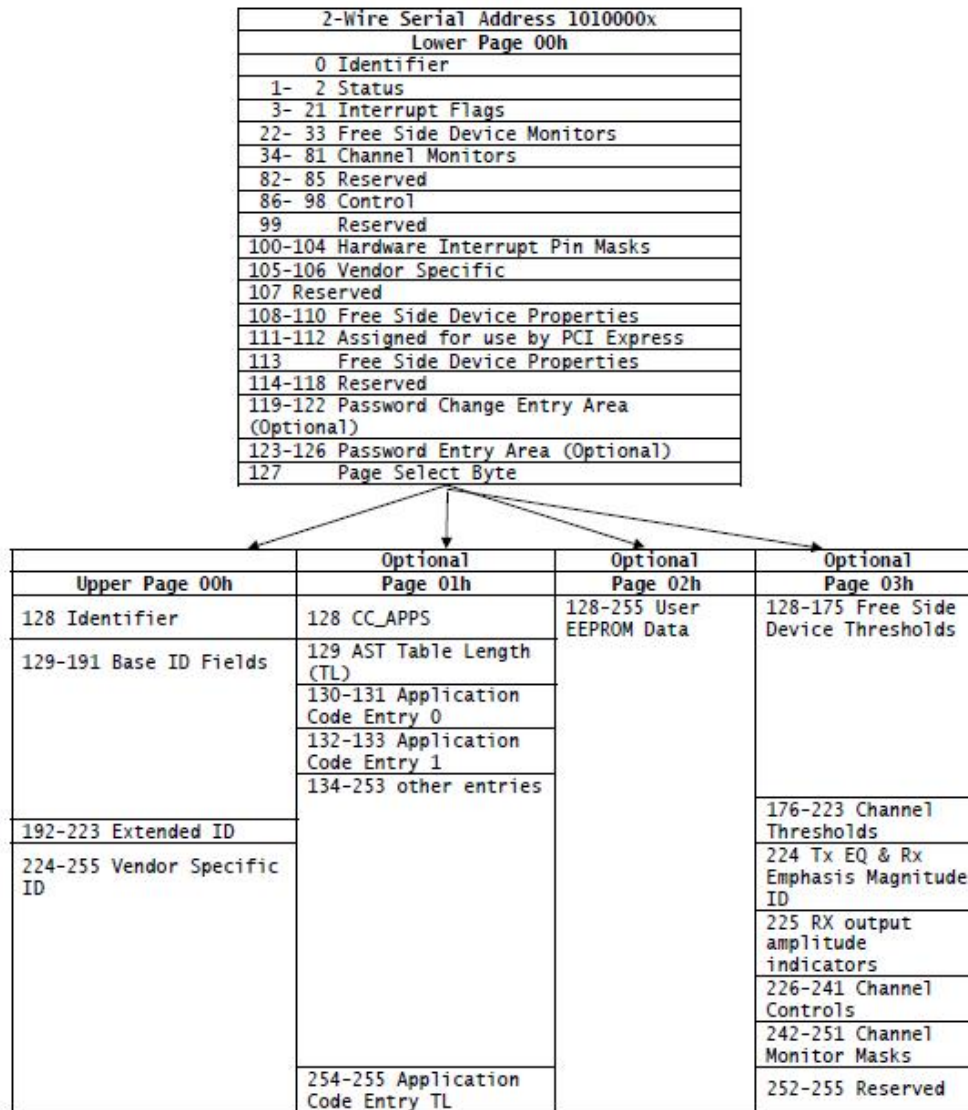 2-Wire Serial Address 1010000x
Lower Page 00h
0 Identifier
1- 2 Status
3- 21 Interrupt Flags
22- 33 Free Side Device Monitors
34- 81 Channel Monitors
82- 85 Reserved
86- 98 Control
99 Reserved
100-104 Hardware Interrupt Pin Masks
105-106 Vendor Specific
107 Reserved
108-110 Free Side Device Properties
111-112 Assigned for use by PCI Express
113 Free Side Device Properties
114-118 Reserved
119-122 Password Change Entry Area
(Optional)
123-126 Password Entry Area (Optional)
127 Page Select Byte
Upper Page 00h
128 Identifier
129-191 Base ID Fields
192-223 Extended ID
224-255 Vendor Specific
ID
Optional
Page 01h
128 CC_APPS
129 AST Table Length
(TL)
130-131 Application
Code Entry 0
132-133 Application
Code Entry 1
134-253 other entries
254-255 Application
Code Entry TL
Optional
Page 02h
128-255 User
EEPROM Data
Optional
Page 03h
128-175 Free Side
Device Thresholds
176-223 Channel
Thresholds
224 Tx EQ & Rx
Emphasis Magnitude
ID
225 RX output
amplitude
indicators
226-241 Channel
Controls
242-251 Channel
Monitor Masks
252-255 Reserved